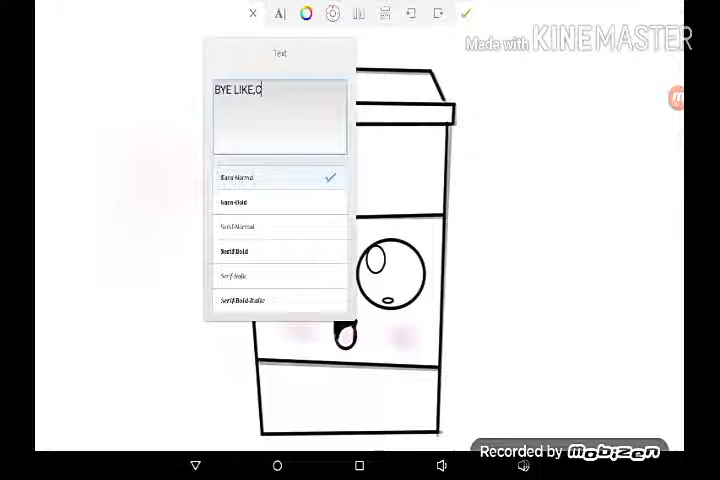 A
Made with KINEMASTER
Text
BYE LIKE,C
Sans-Normal
Sans-Bold
Serif-Normal
Serif-Bold
Serif-Italic
Serif-Bold-Italic
Recorded by mobizen